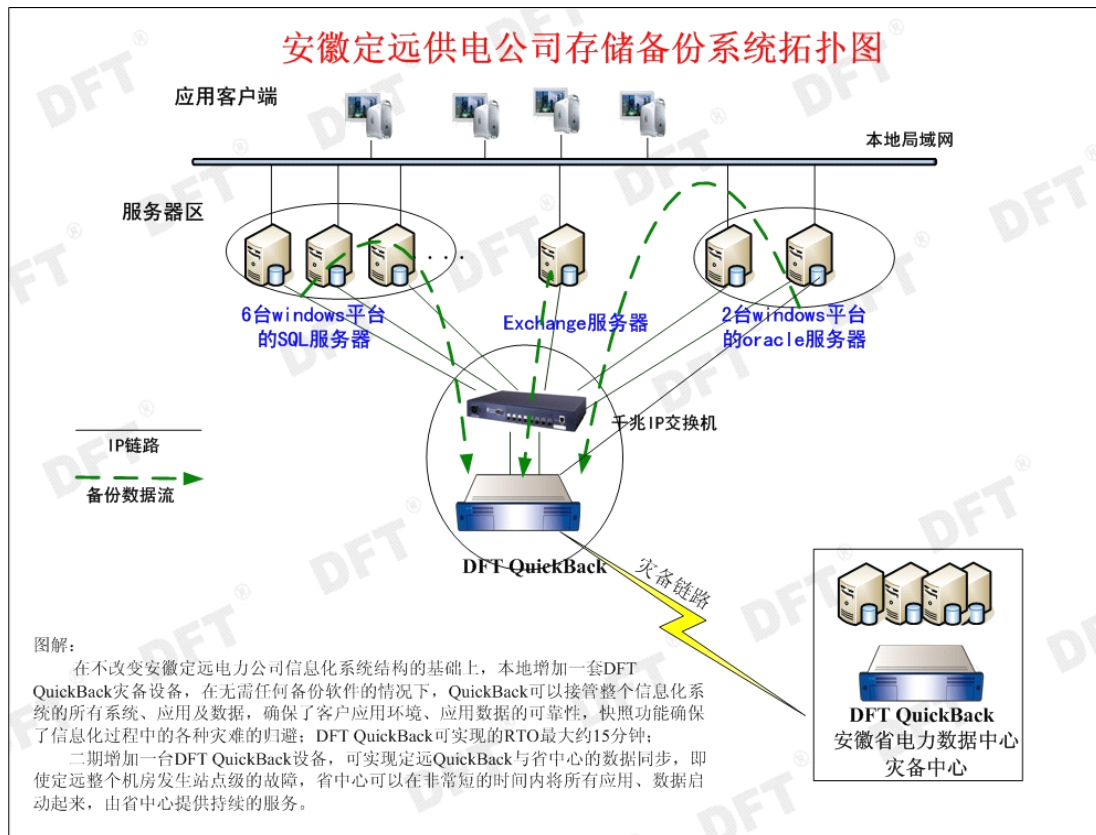 安徽定远供电公司存储备份系统拓扑图
应用客户端
本地局域网
服务器区
...
6台windows平台
的SQL服务器
Exchange服务器
2台windows平台
的oracle服务器
千兆IP交换机
IP链路
备份数据流
DFT QuickBack
灾备链路
DFT QuickBack
安徽省电力数据中心
灾备中心
图解：
在不改变安徽定远电力公司信息化系统结构的基础上，本地增加一套DFT
QuickBack灾备设备，在无需任何备份软件的情况下，QuickBack可以接管整个信息化系
统的所有系统、应用及数据，确保了客户应用环境、应用数据的可靠性，快照功能确保
了信息化过程中的各种灾难的归避；DFT QuickBack可实现的RTO最大约15分钟；
二期增加一台DFT QuickBack设备，可实现定远QuickBack与省中心的数据同步，即
使定远整个机房发生站点级的故障，省中心可以在非常短的时间内将所有应用、数据启
动起来，由省中心提供持续的服务。
DFT®
DFT®
DFT®
DFT®
DFT®
DFT®
DFT®
DFT®
DFT®
DFT®
DFT®
DFT®
DFT®